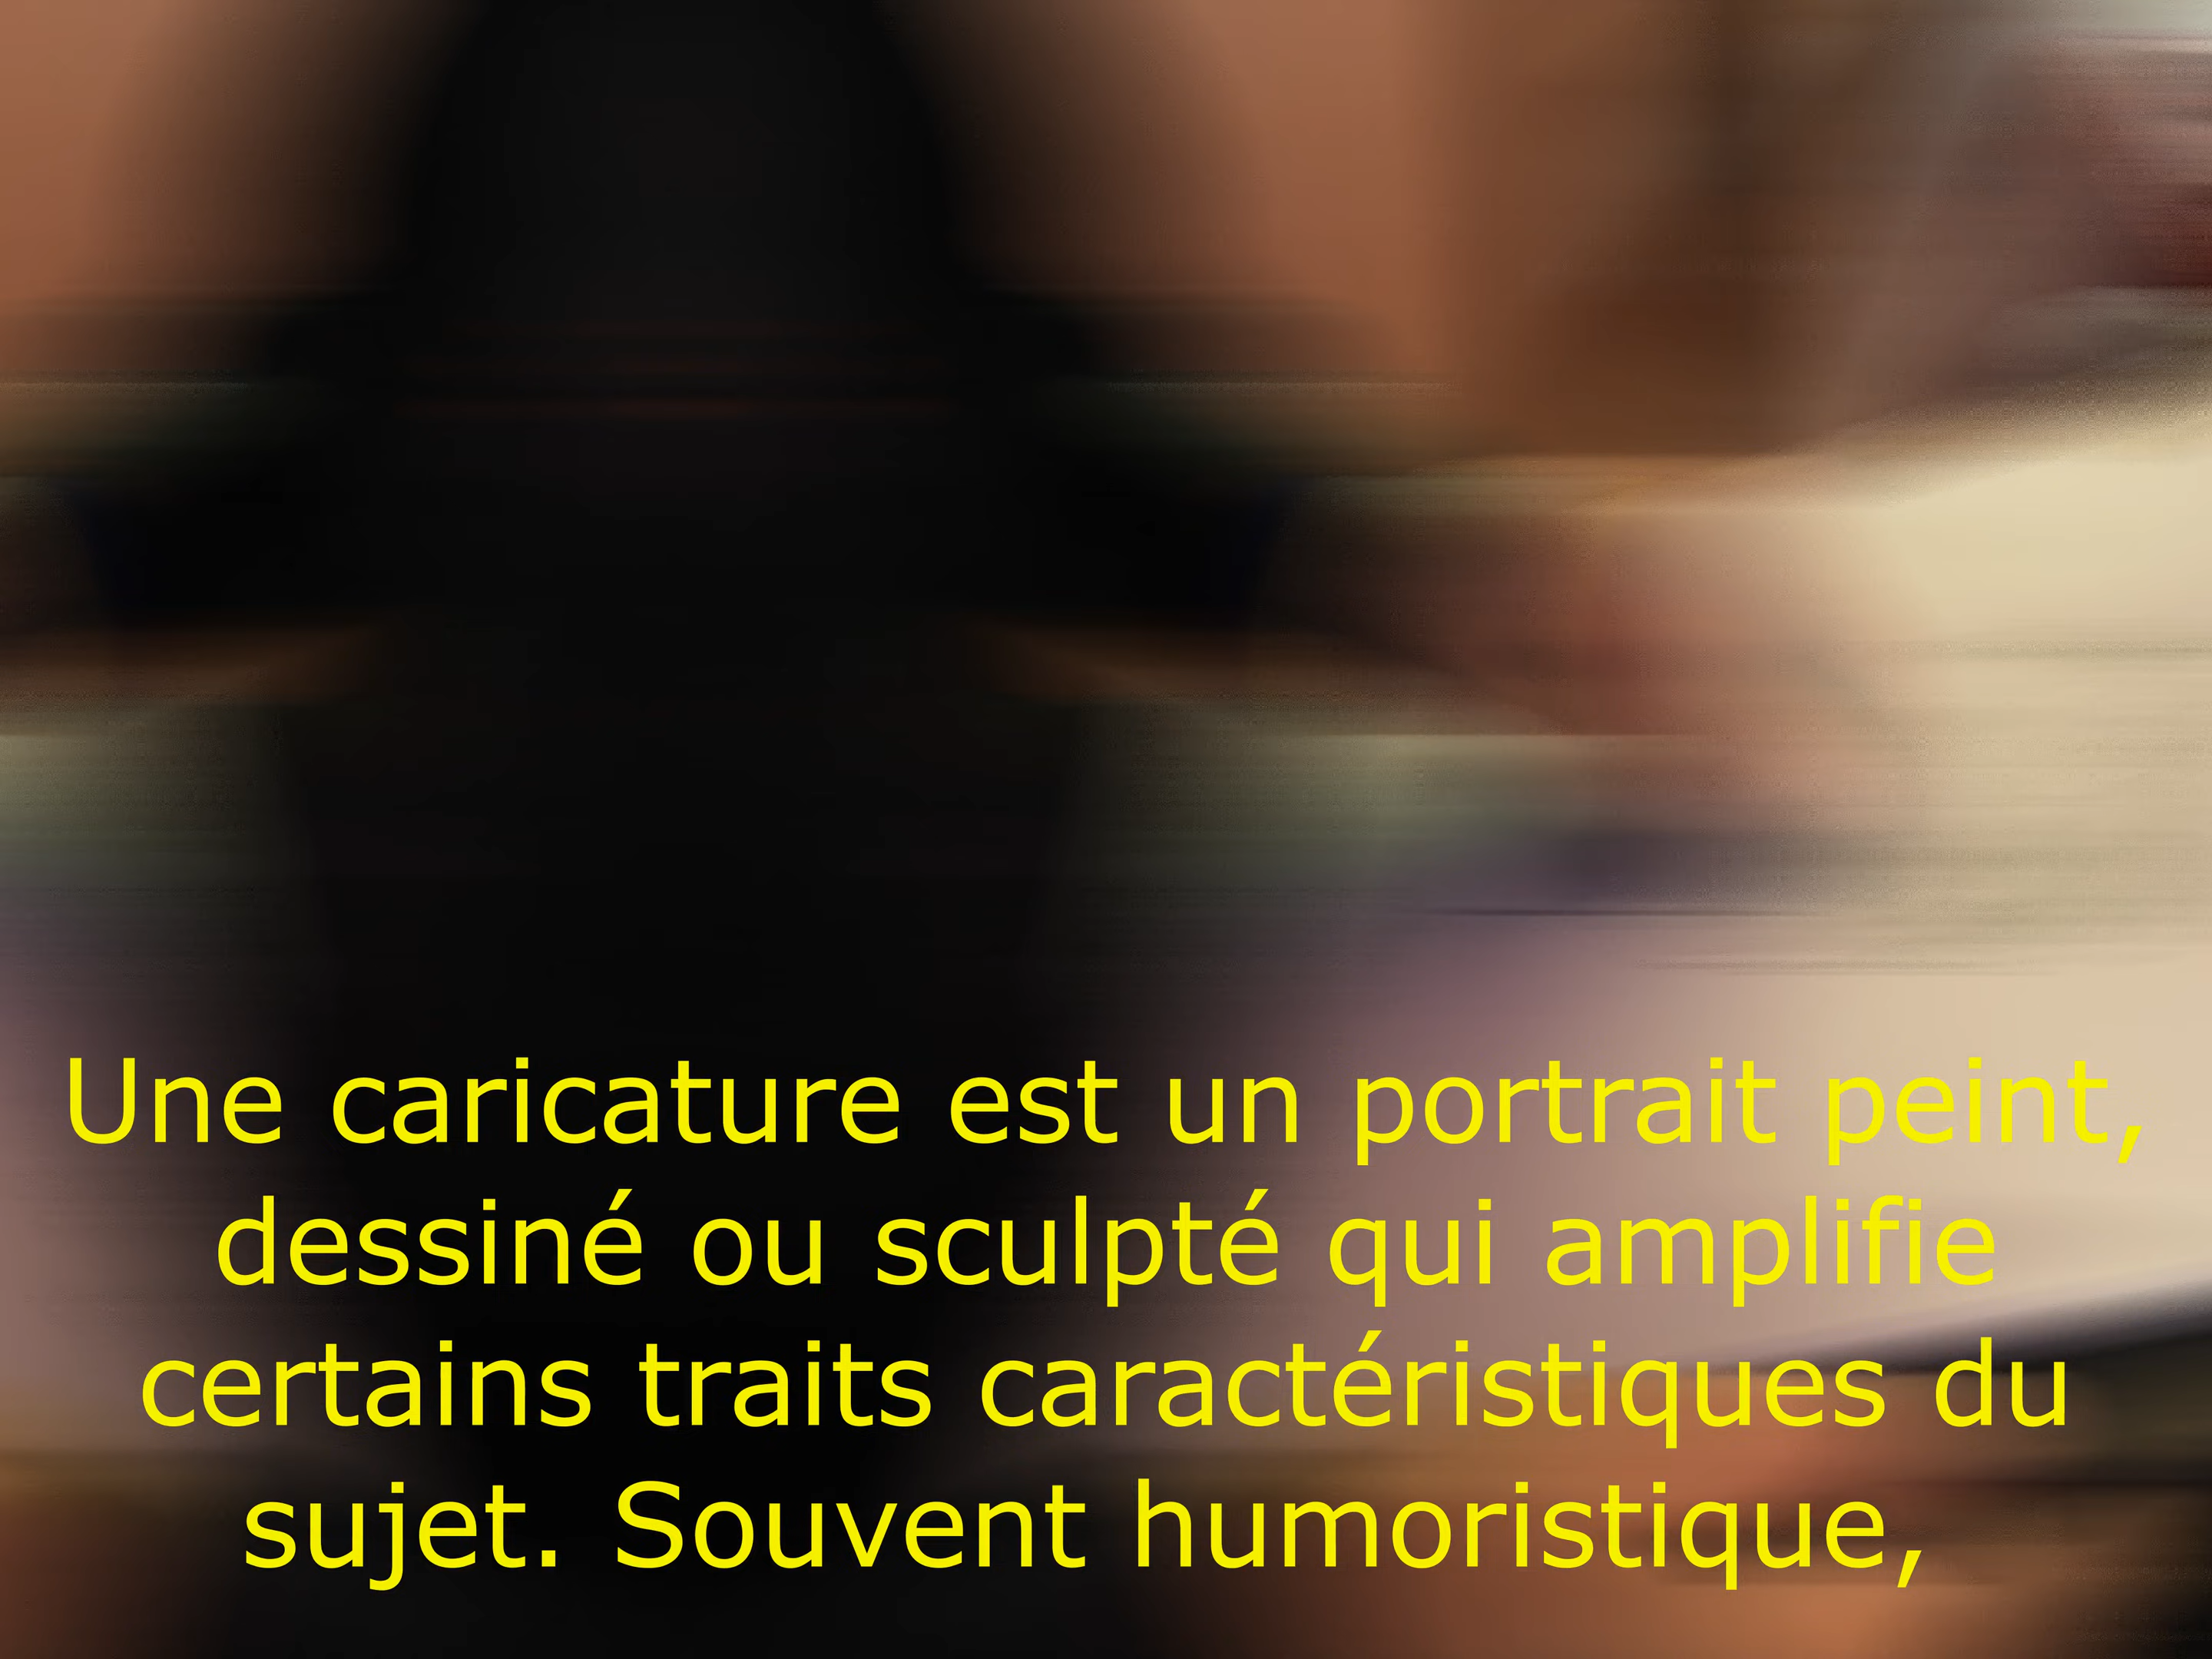 Une caricature est un portrait peint,
dessiné ou sculpté qui amplifie
certains traits caractéristiques du
sujet. Souvent humoristique,